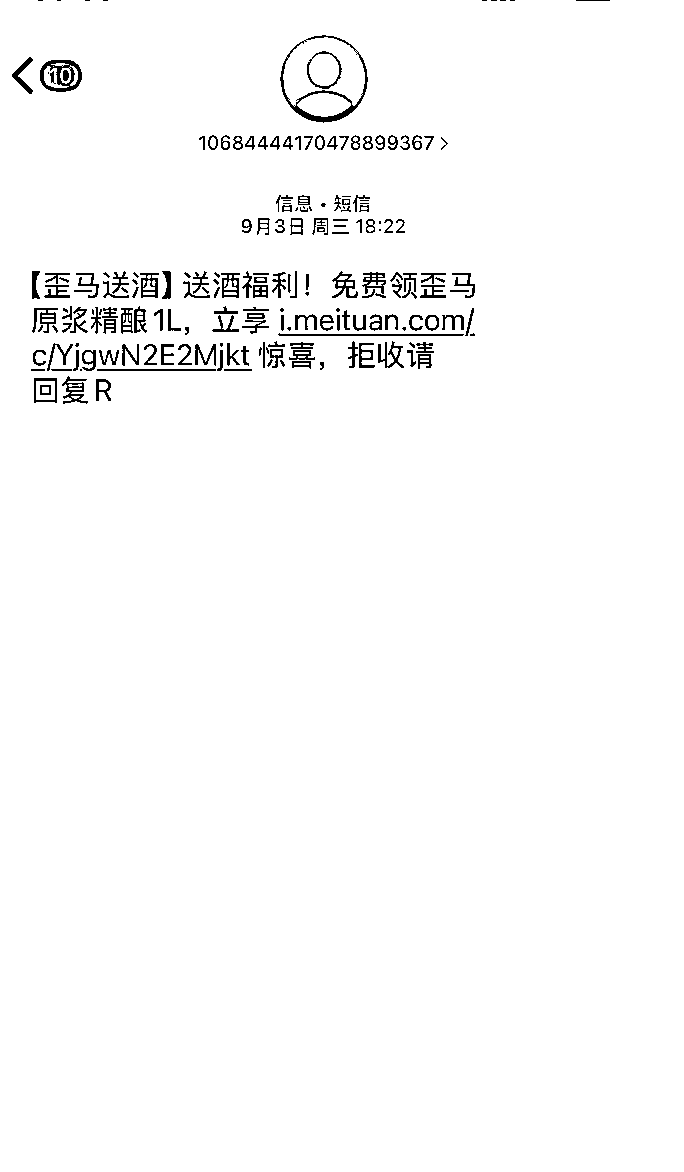 10
10684444170478899367
信息·短信
9月3日 周三 18:22
【歪马送酒】送酒福利！免费领歪马
原浆精酿1L，立享 i.meituan.com/
c/YjgwN2E2Mjkt 惊喜，拒收请
回复R